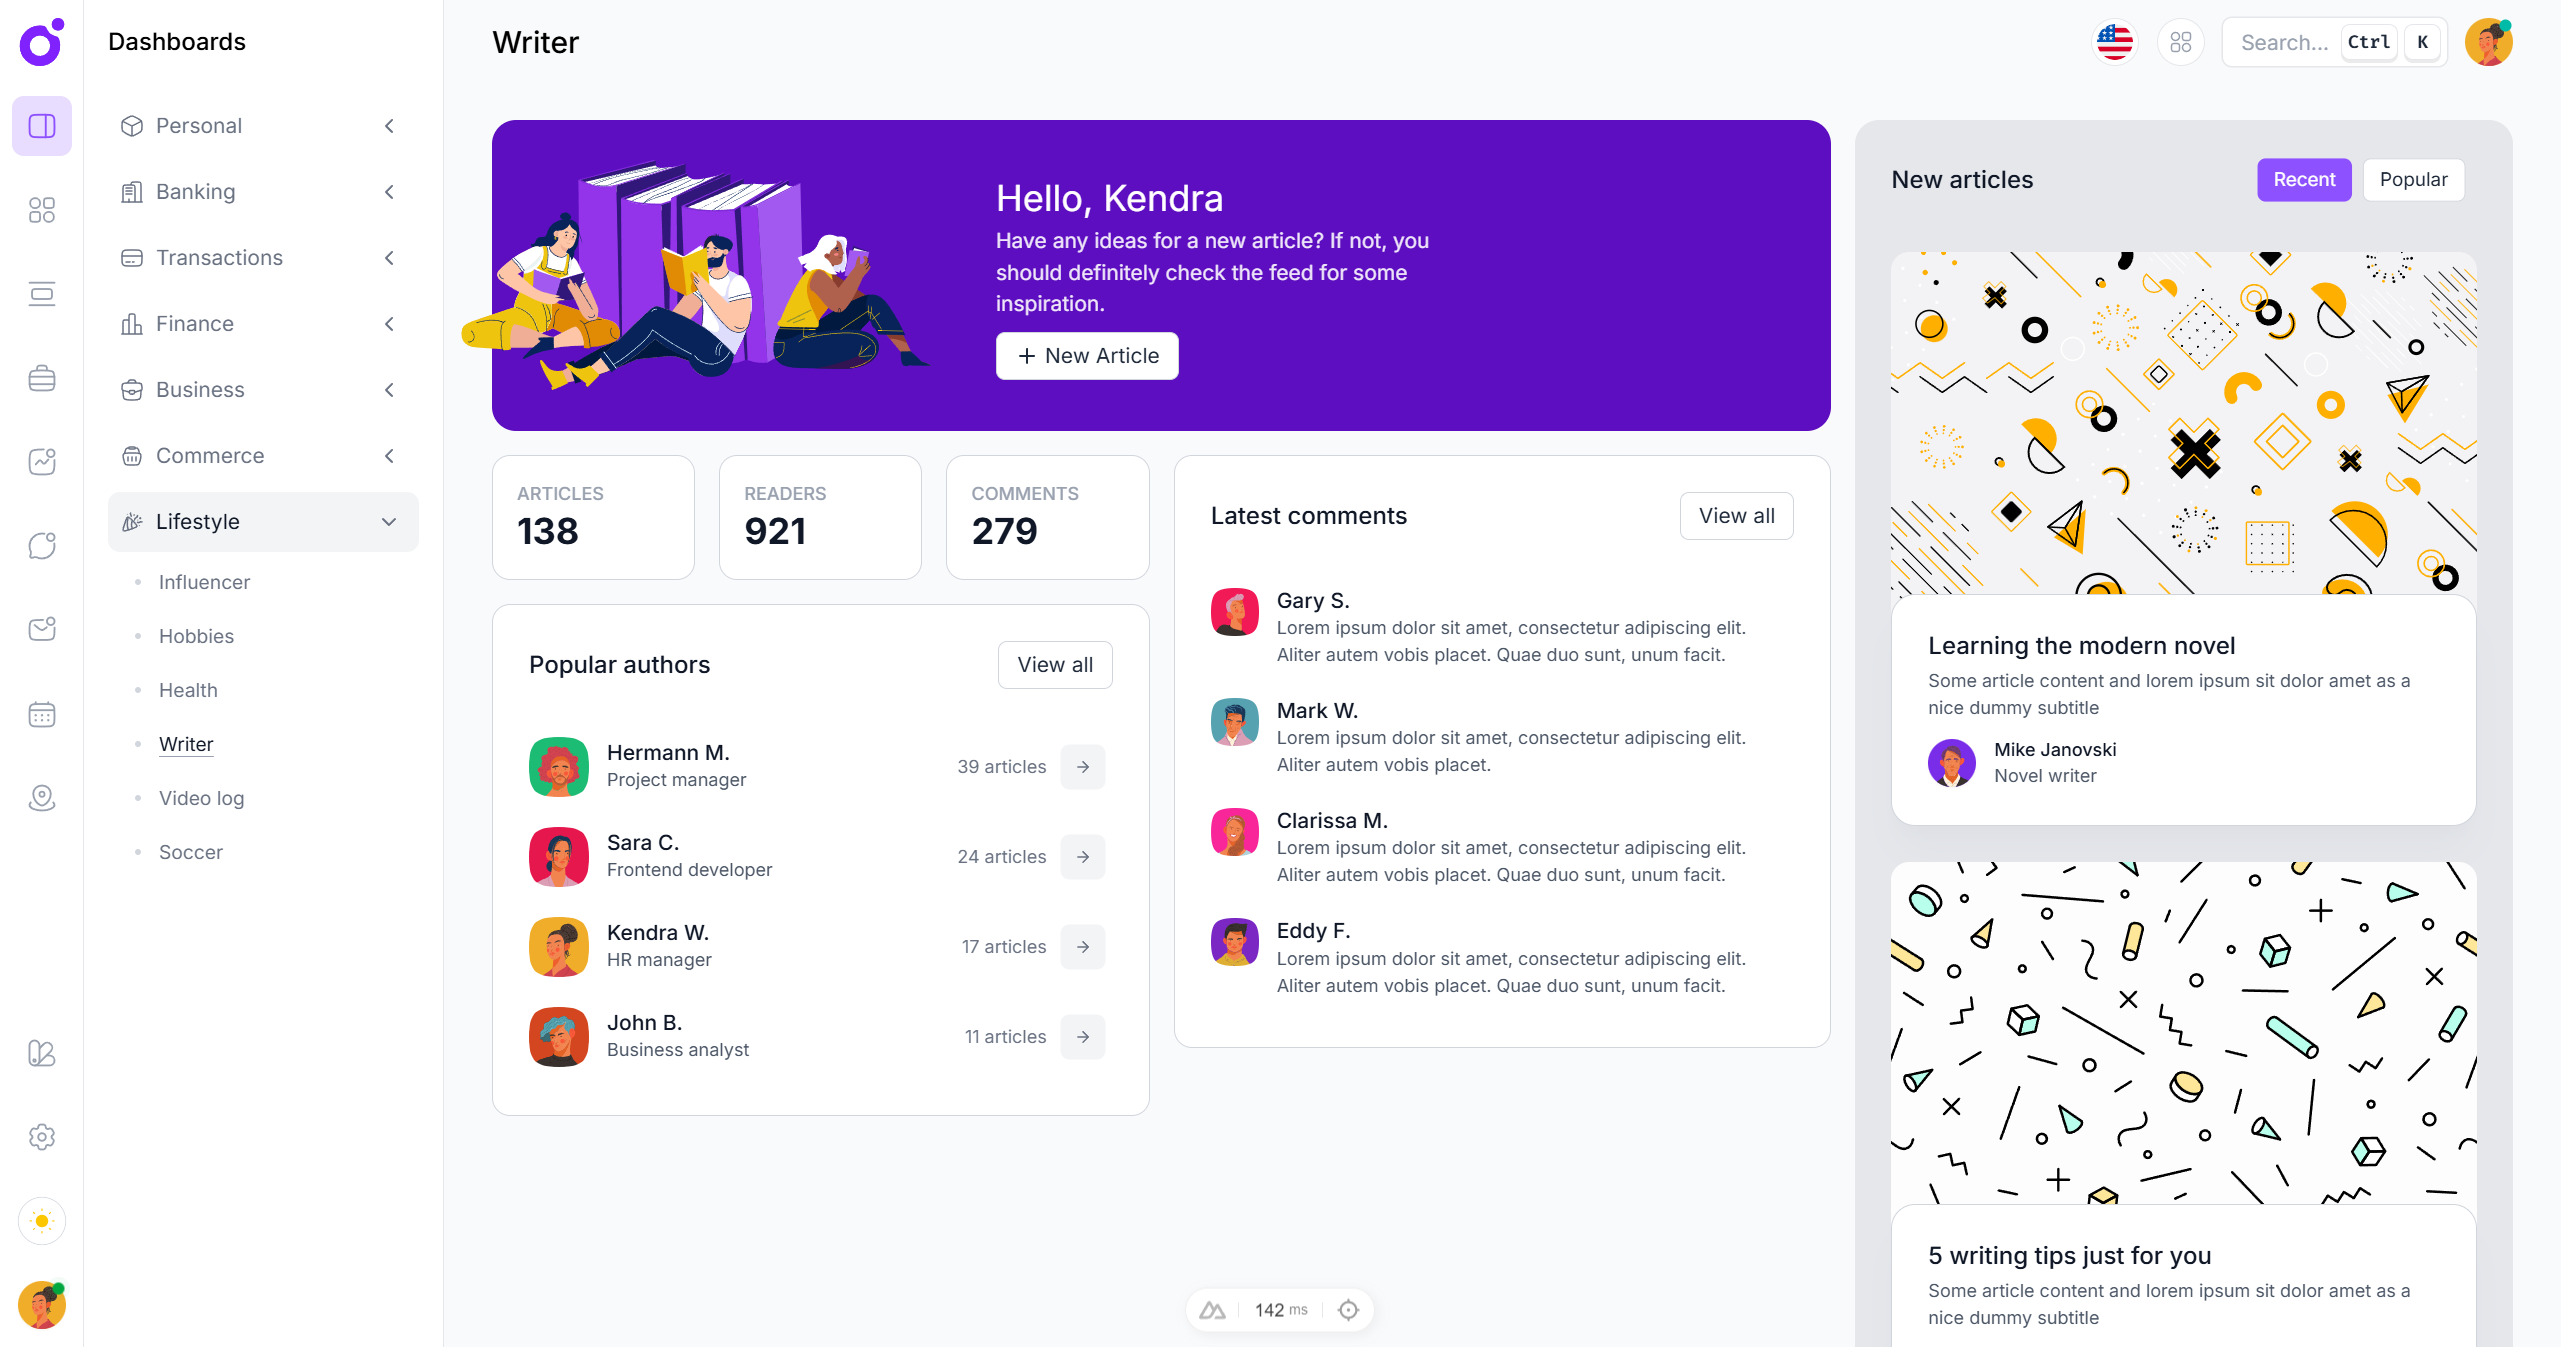 Dashboards
Personal
Banking
Transactions
Finance
Business
Commerce
Lifestyle
Influencer
Hobbies
Health
Writer
Video log
Soccer
Writer
Search...
Ctrl
K
Hello, Kendra
Have any ideas for a new article? If not, you
should definitely check the feed for some
inspiration.
New Article
ARTICLES
138
READERS
921
COMMENTS
279
Popular authors
View all
Hermann M.
Project manager
39 articles
Sara C.
Frontend developer
24 articles
Kendra W.
HR manager
17 articles
John B.
Business analyst
11 articles
Latest comments
View all
Gary S.
Lorem ipsum dolor sit amet, consectetur adipiscing elit.
Aliter autem vobis placet. Quae duo sunt, unum facit.
Mark W.
Lorem ipsum dolor sit amet, consectetur adipiscing elit.
Aliter autem vobis placet.
Clarissa M.
Lorem ipsum dolor sit amet, consectetur adipiscing elit.
Aliter autem vobis placet. Quae duo sunt, unum facit.
Eddy F.
Lorem ipsum dolor sit amet, consectetur adipiscing elit.
Aliter autem vobis placet. Quae duo sunt, unum facit.
New articles
Recent
Popular
Learning the modern novel
Some article content and lorem ipsum sit dolor amet as a
nice dummy subtitle
Mike Janovski
Novel writer
5 writing tips just for you
Some article content and lorem ipsum sit dolor amet as a
nice dummy subtitle
142 ms